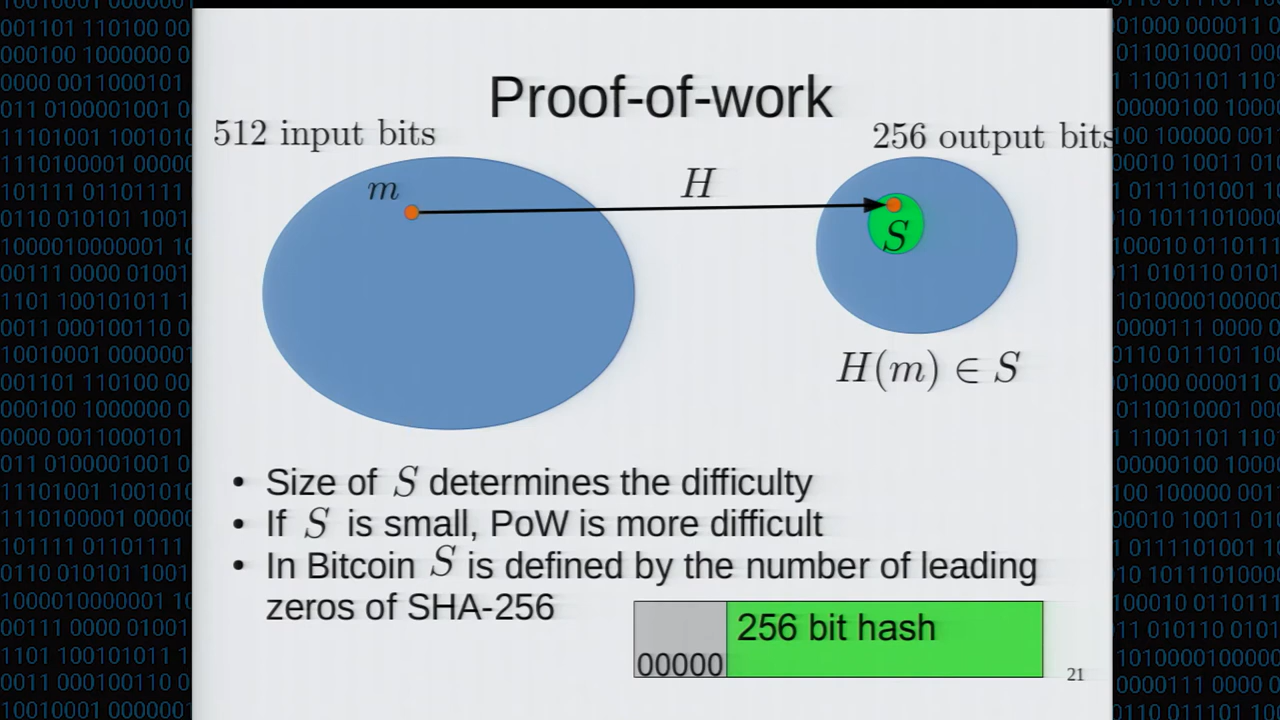 Proof-of-work
512 input bits
256 output bits
m
H
S
H(m) ∈ S
• Size of S determines the difficulty
• If S is small, PoW is more difficult
• In Bitcoin S is defined by the number of leading
zeros of SHA-256
256 bit hash
00000
21